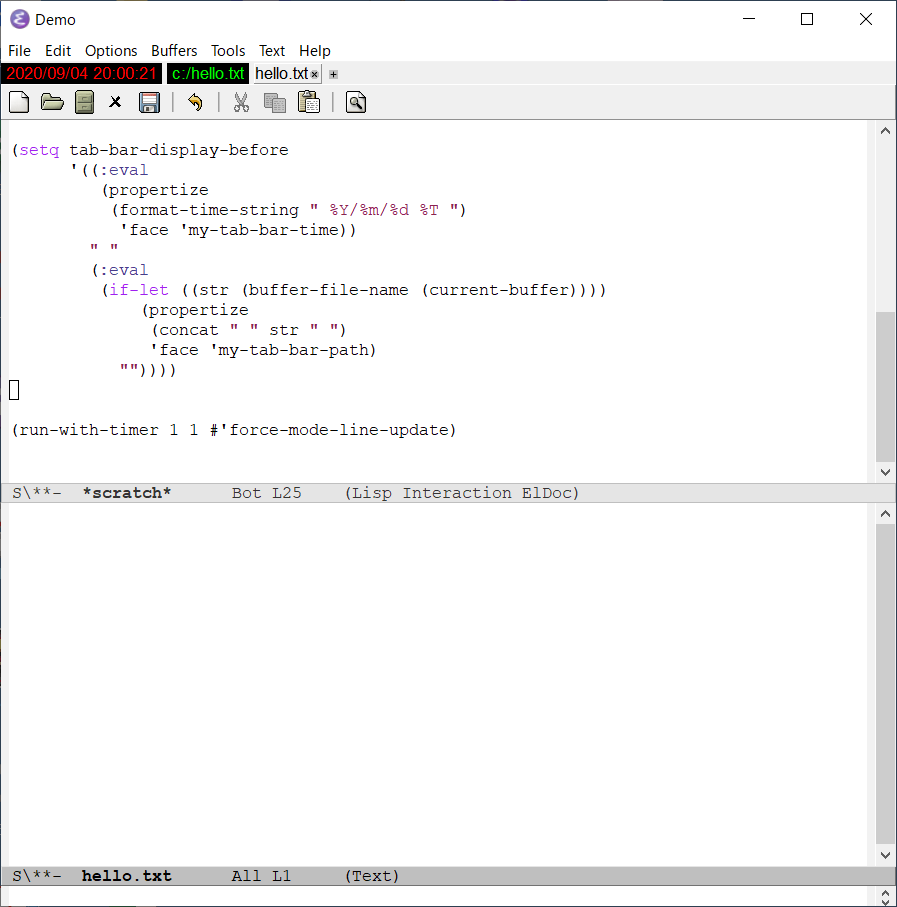 Demo
File Edit Options Buffers Tools Text Help
2020/09/04 20:00:21 c:/hello.txt hello.txt
(setq tab-bar-display-before
      '((:eval
         (propertize
          (format-time-string " %Y/%m/%d %T ")
           'face 'my-tab-bar-time))
        " "
        (:eval
         (if-let ((str (buffer-file-name (current-buffer))))
             (propertize
              (concat " " str " ")
              'face 'my-tab-bar-path)
           ""))))
(run-with-timer 1 1 #'force-mode-line-update)
S\**-  *scratch*      Bot L25    (Lisp Interaction ElDoc)
S\**-  hello.txt      All L1     (Text)